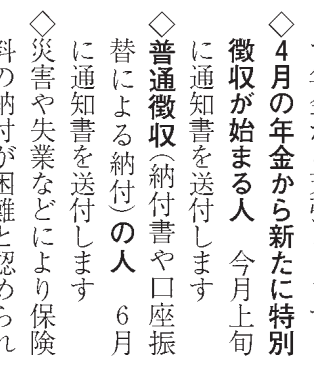 ◇4月の年金から新たに特別
徴収が始まる人　今月上旬
に通知書を送付します
◇普通徴収(納付書や口座振
替による納付)の人　6月
に通知書を送付します
◇災害や失業などにより保険
料の納付が困難と認められ